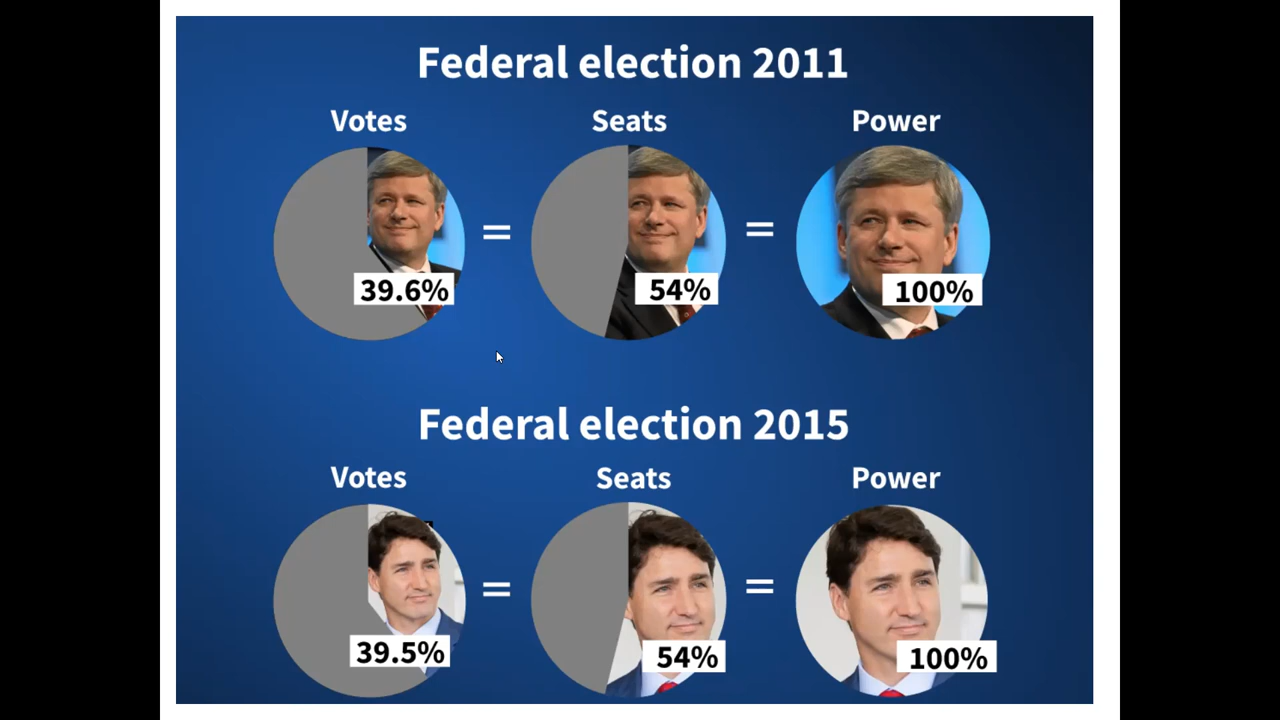 Federal election 2011
Votes Seats Power
= =
39.6% 54% 100%
Federal election 2015
Votes Seats Power
= =
39.5% 54% 100%